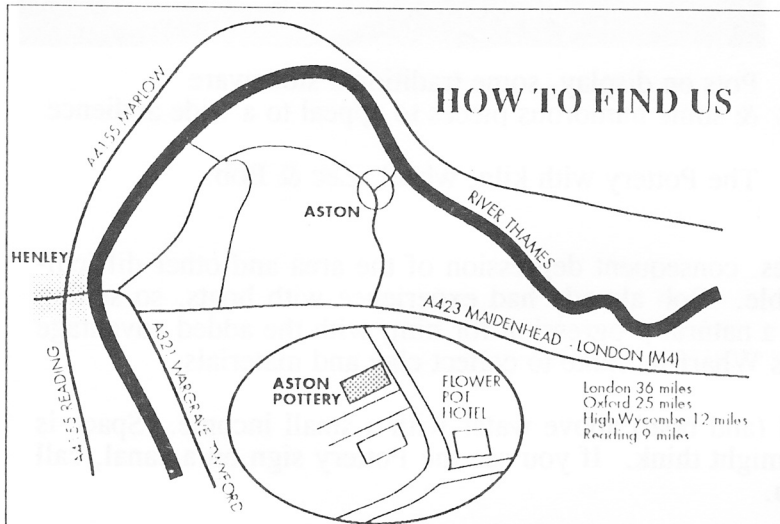 HOW TO FIND US
A4155 MARLOW
ASTON
RIVER THAMES
HENLEY
A423 MAIDENHEAD - LONDON (M4)
A321 WARGRAVE TWYFORD
A4155 READING
ASTON
POTTERY
FLOWER
POT
HOTEL
London 36 miles
Oxford 25 miles
High Wycombe 12 miles
Reading 9 miles